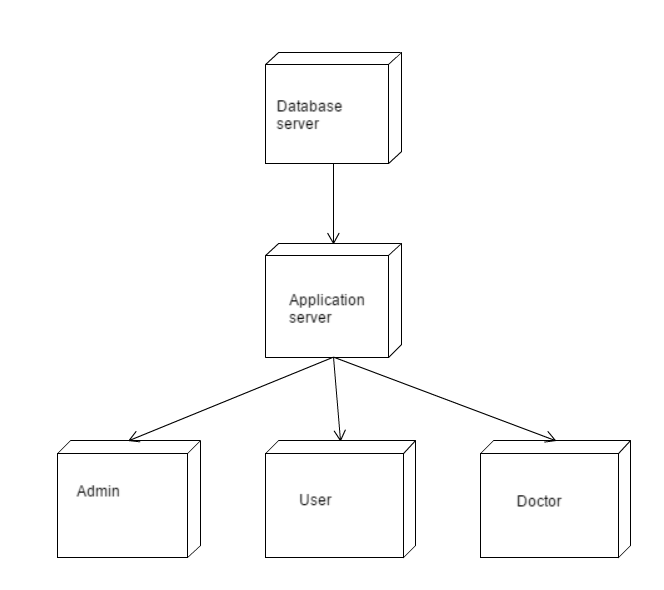 Database
server
Application
server
Admin
User
Doctor